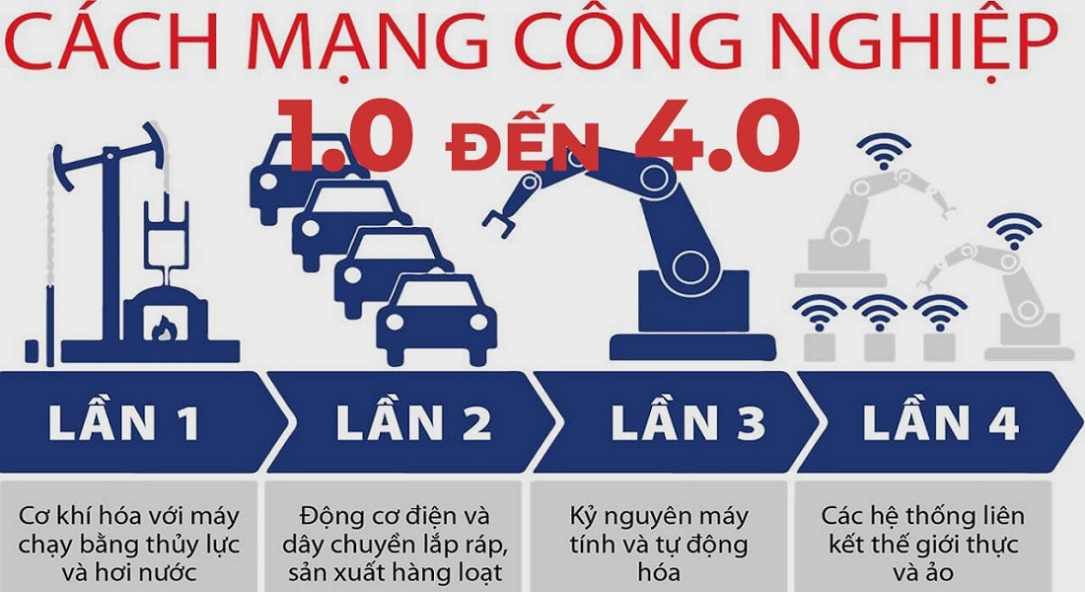 CÁCH MẠNG CÔNG NGHIỆP
1.0 ĐẾN 4.0
LẦN 1
LẦN 2
LẦN 3
LẦN 4
Cơ khí hóa với máy
chạy bằng thủy lực
và hơi nước
Động cơ điện và
dây chuyền lắp ráp,
sản xuất hàng loạt
Kỷ nguyên máy
tính và tự động
hóa
Các hệ thống liên
kết thế giới thực
và ảo